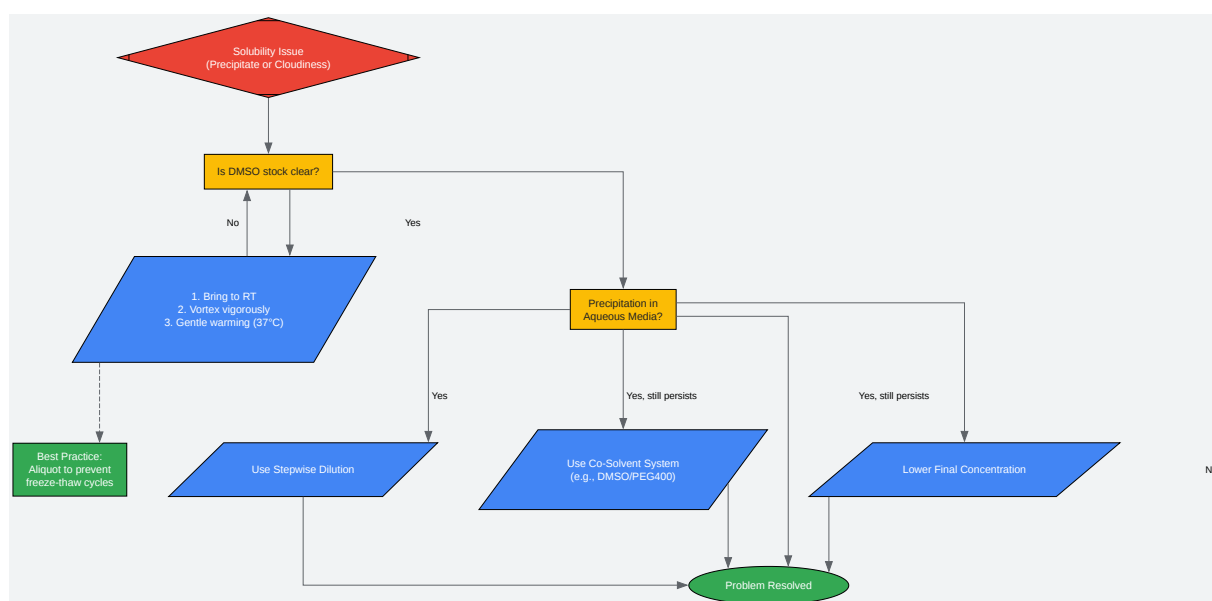 Solubility Issue
(Precipitate or Cloudiness)
Is DMSO stock clear?
No
Yes
1. Bring to RT
2. Vortex vigorously
3. Gentle warming (37°C)
Precipitation in
Aqueous Media?
Yes
Yes, still persists
Yes, still persists
Best Practice:
Aliquot to prevent
freeze-thaw cycles
Use Stepwise Dilution
Use Co-Solvent System
(e.g., DMSO/PEG400)
Lower Final Concentration
Problem Resolved